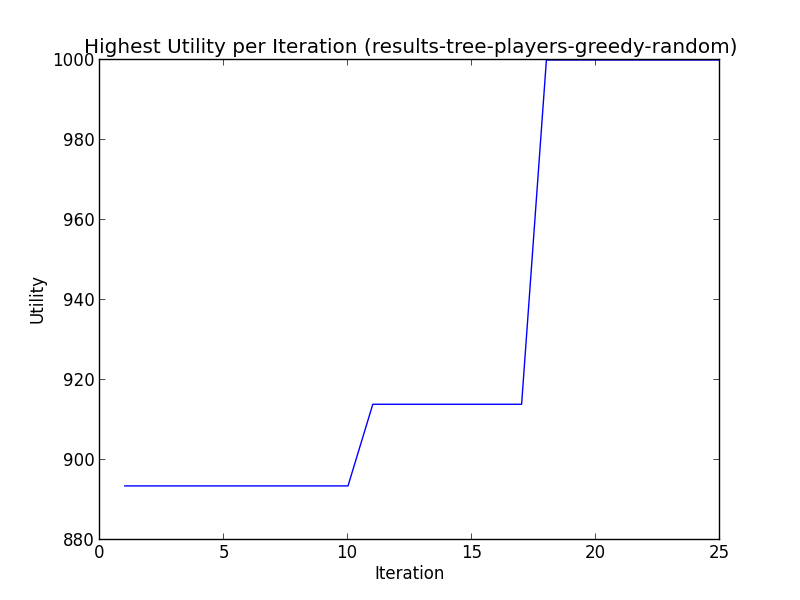 Highest Utility per Iteration (results-tree-players-greedy-random)
1000
980
960
940
920
900
880
Utility
0 5 10 15 20 25
Iteration